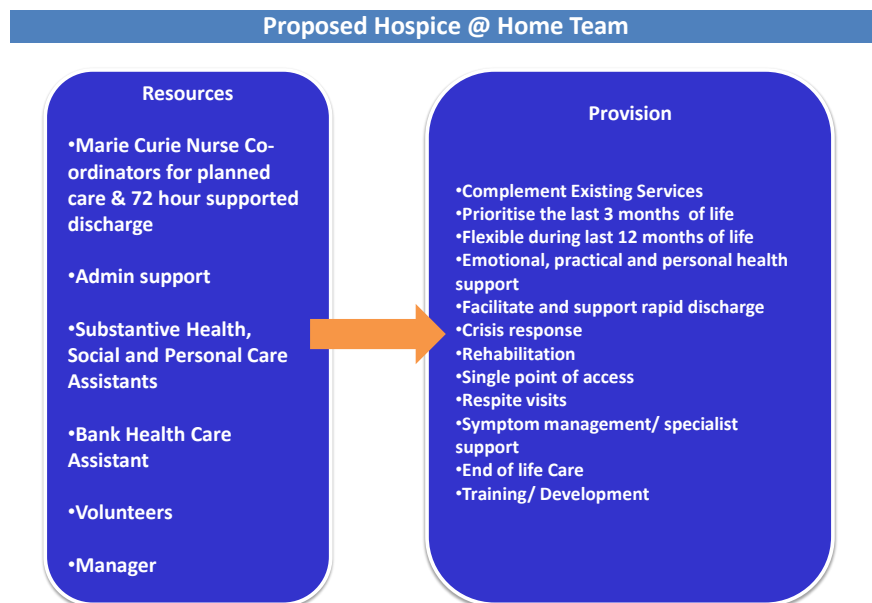 Proposed Hospice @ Home Team
Resources
•Marie Curie Nurse Co-
ordinators for planned
care & 72 hour supported
discharge
•Admin support
•Substantive Health,
Social and Personal Care
Assistants
•Bank Health Care
Assistant
•Volunteers
•Manager
Provision
•Complement Existing Services
•Prioritise the last 3 months  of life
•Flexible during last 12 months of life
•Emotional, practical and personal health
support
•Facilitate and support rapid discharge
•Crisis response
•Rehabilitation
•Single point of access
•Respite visits
•Symptom management/ specialist
support
•End of life Care
•Training/ Development